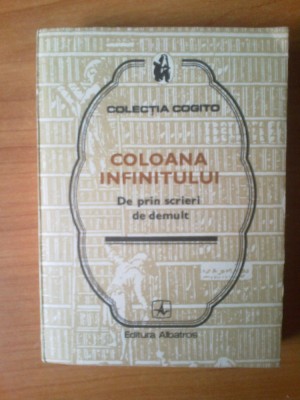 COLECȚIA COGITO
COLOANA
INFINITULUI
De prin scrieri
de demult
Editura Albatros